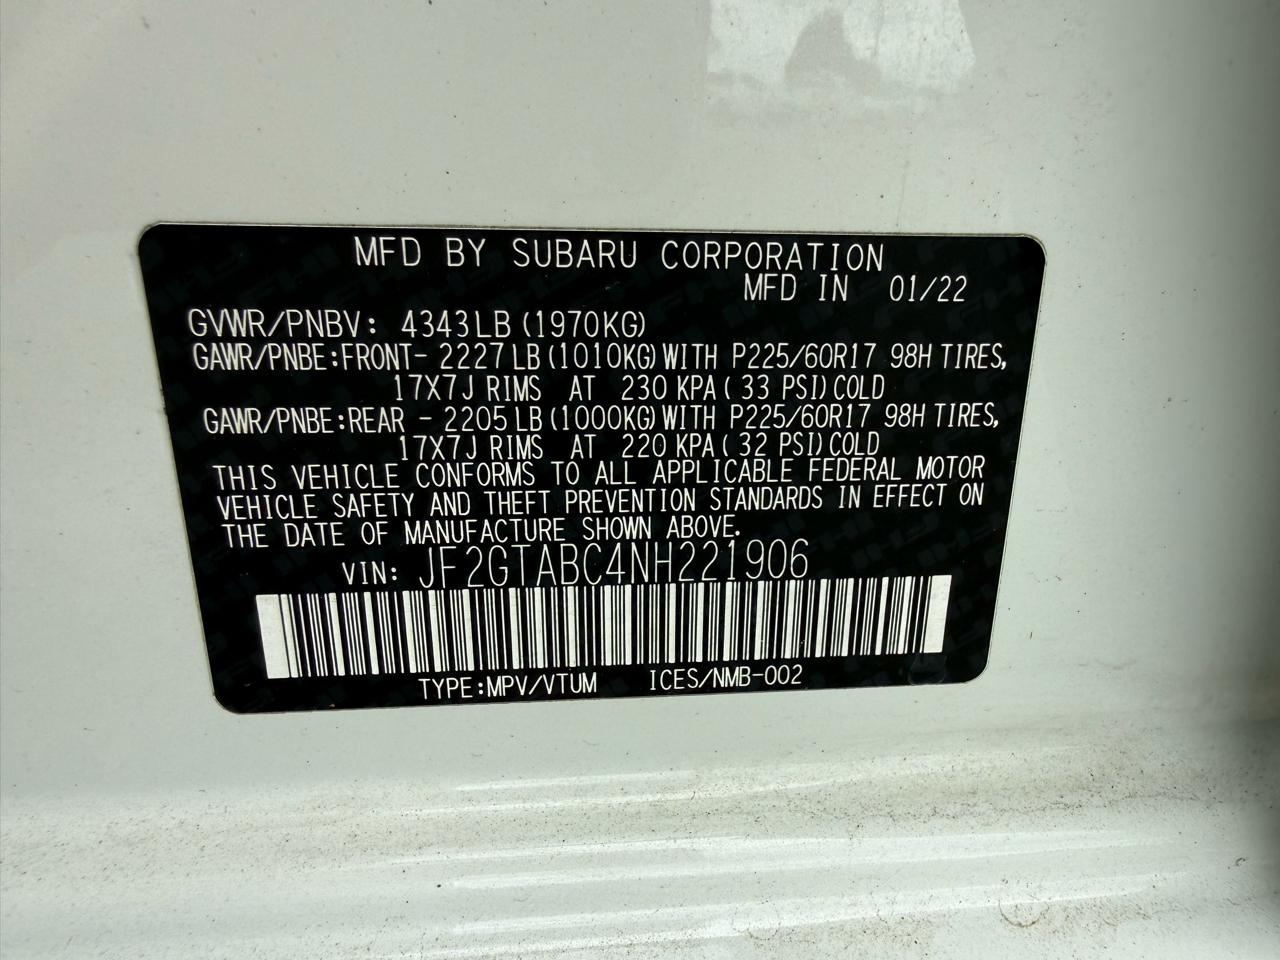 MFD BY SUBARU CORPORATION
MFD IN 01/22
GVWR/PNBV: 4343LB(1970KG)
GAWR/PNBE:FRONT- 2227LB(1010KG)WITH P225/60R17 98H TIRES,
17X7J RIMS AT 230 KPA( 33 PSI)COLD
GAWR/PNBE:REAR - 2205LB(1000KG)WITH P225/60R17 98H TIRES,
17X7J RIMS AT 220 KPA( 32 PSI)COLD
THIS VEHICLE CONFORMS TO ALL APPLICABLE FEDERAL MOTOR
VEHICLE SAFETY AND THEFT PREVENTION STANDARDS IN EFFECT ON
THE DATE OF MANUFACTURE SHOWN ABOVE.
VIN: JF2GTABC4NH221906
TYPE:MPV/VTUM ICES/NMB-002